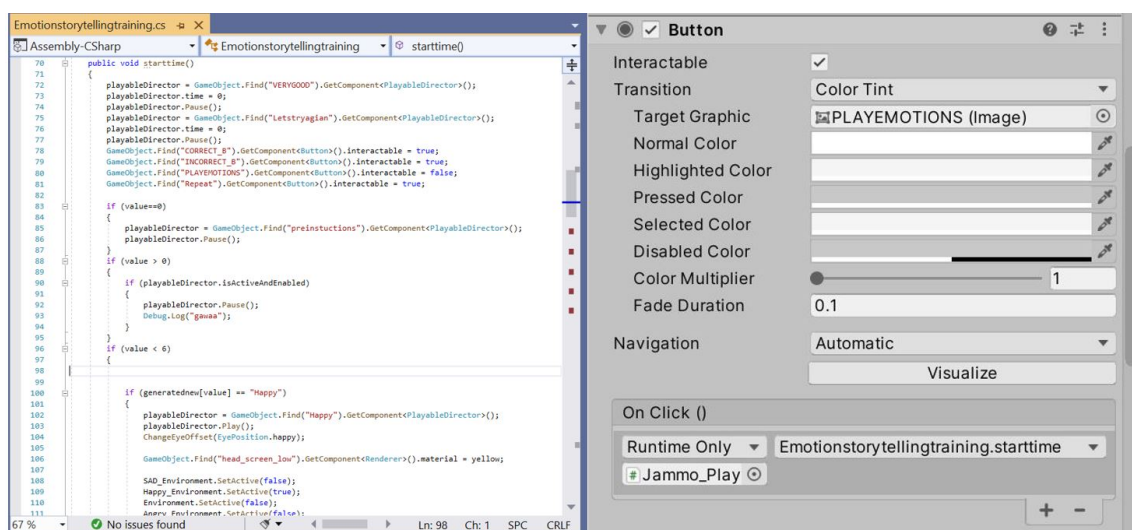 Emotionstorytellingtraining.cs
Assembly-CSharp
Emotionstorytellingtraining
starttime()
70 public void starttime()
71 {
72 playableDirector = GameObject.Find("VERYGOOD").GetComponent<PlayableDirector>();
73 playableDirector.time = 0;
74 playableDirector.Pause();
75 playableDirector = GameObject.Find("Letstryagian").GetComponent<PlayableDirector>();
76 playableDirector.time = 0;
77 playableDirector.Pause();
78 GameObject.Find("CORRECT_B").GetComponent<Button>().interactable = true;
79 GameObject.Find("INCORRECT_B").GetComponent<Button>().interactable = true;
80 GameObject.Find("PLAYEMOTIONS").GetComponent<Button>().interactable = false;
81 GameObject.Find("Repeat").GetComponent<Button>().interactable = true;
82
83 if (value==0)
84 {
85 playableDirector = GameObject.Find("preinstuctions").GetComponent<PlayableDirector>();
86 playableDirector.Pause();
87 }
88 if (value > 0)
89 {
90 if (playableDirector.isActiveAndEnabled)
91 {
92 playableDirector.Pause();
93 Debug.Log("gawaa");
94 }
95 }
96 if (value < 6)
97 {
98
99
100 if (generatednew[value] == "Happy")
101 {
102 playableDirector = GameObject.Find("Happy").GetComponent<PlayableDirector>();
103 playableDirector.Play();
104 ChangeEyeOffset(EyePosition.happy);
105
106 GameObject.Find("head_screen_low").GetComponent<Renderer>().material = yellow;
107
108 SAD_Environment.SetActive(false);
109 Happy_Environment.SetActive(true);
110 Environment.SetActive(false);
111 Angry_Environment.SetActive(false);
67 %
No issues found
Ln: 98 Ch: 1 SPC CRLF
Button
Interactable
Transition Color Tint
Target Graphic PLAYEMOTIONS (Image)
Normal Color
Highlighted Color
Pressed Color
Selected Color
Disabled Color
Color Multiplier 1
Fade Duration 0.1
Navigation Automatic
Visualize
On Click ()
Runtime Only Emotionstorytellingtraining.starttime
# Jammo_Play
+ −